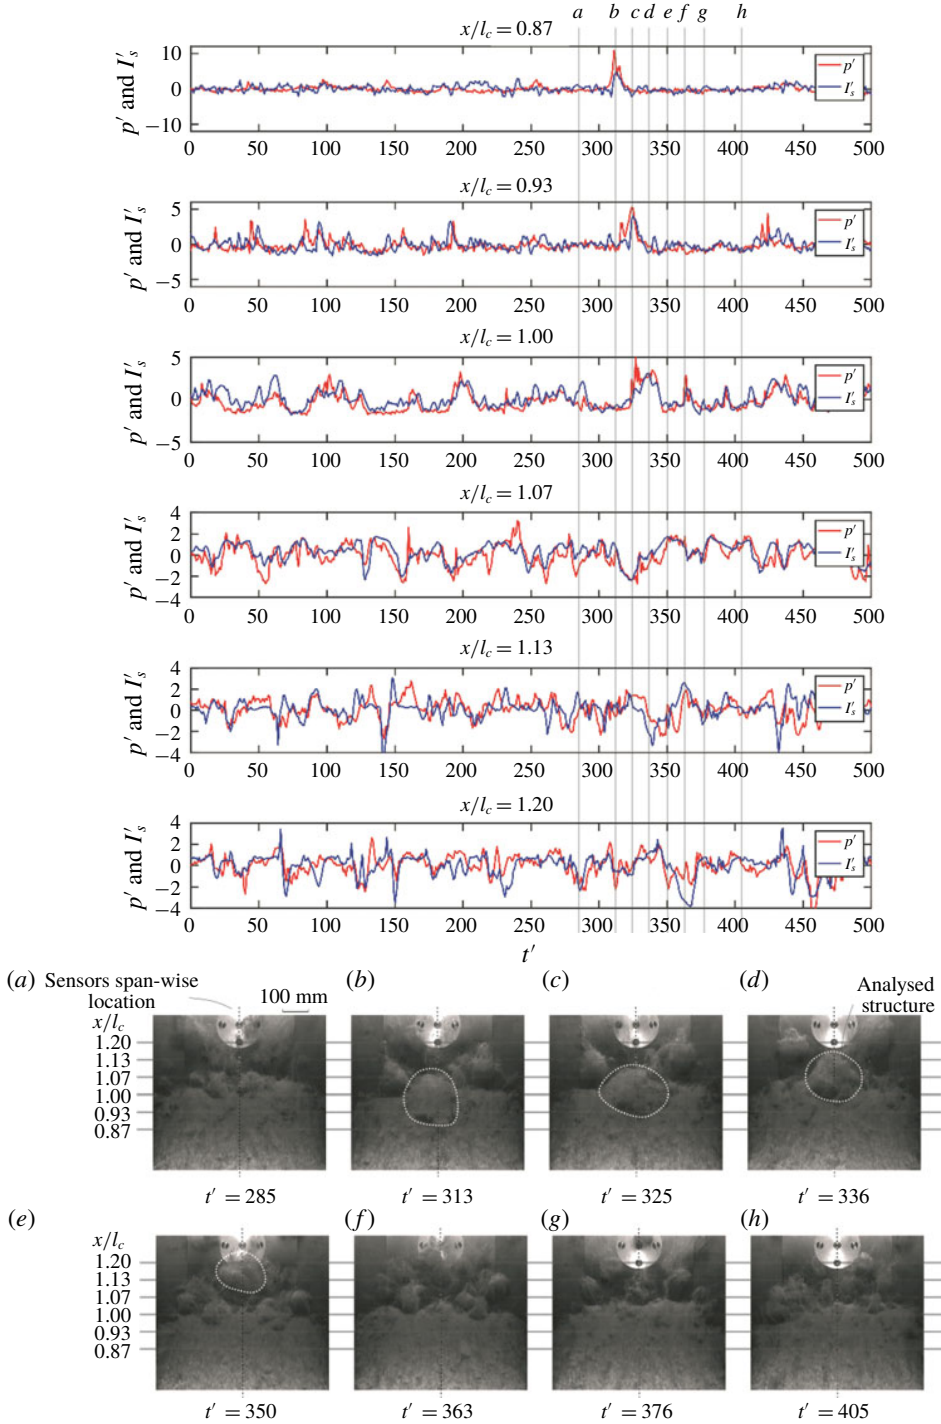 a b c d e f g h
x/l_c = 0.87
p′ and I′_s
10
0
−10
p′
I′_s
0 50 100 150 200 250 300 350 400 450 500
x/l_c = 0.93
p′ and I′_s
5
0
−5
p′
I′_s
0 50 100 150 200 250 300 350 400 450 500
x/l_c = 1.00
p′ and I′_s
5
0
−5
p′
I′_s
0 50 100 150 200 250 300 350 400 450 500
x/l_c = 1.07
p′ and I′_s
4
2
0
−2
−4
p′
I′_s
0 50 100 150 200 250 300 350 400 450 500
x/l_c = 1.13
p′ and I′_s
4
2
0
−2
−4
p′
I′_s
0 50 100 150 200 250 300 350 400 450 500
x/l_c = 1.20
p′ and I′_s
4
2
0
−2
−4
p′
I′_s
0 50 100 150 200 250 300 350 400 450 500
t′
(a) Sensors span-wise location
100 mm
(b) (c) (d)
Analysed structure
x/l_c
1.20
1.13
1.07
1.00
0.93
0.87
t′ = 285 t′ = 313 t′ = 325 t′ = 336
(e) (f) (g) (h)
x/l_c
1.20
1.13
1.07
1.00
0.93
0.87
t′ = 350 t′ = 363 t′ = 376 t′ = 405